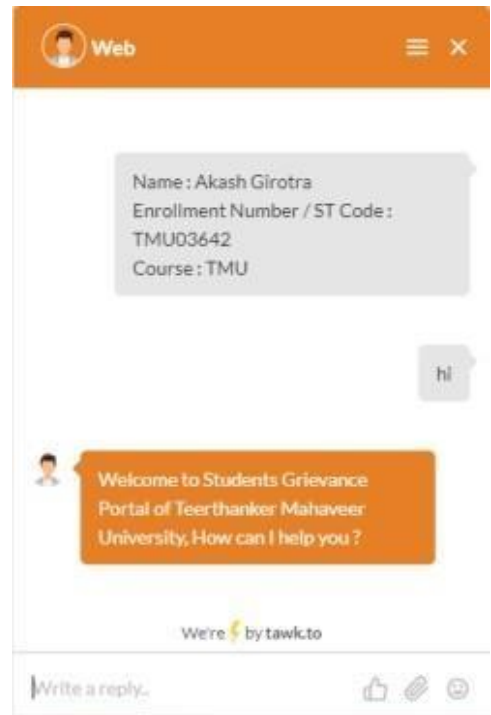 Web
Name : Akash Girotra
Enrollment Number / ST Code :
TMU03642
Course : TMU
hi
Welcome to Students Grievance
Portal of Teerthanker Mahaveer
University, How can I help you ?
We're by tawk.to
Write a reply..